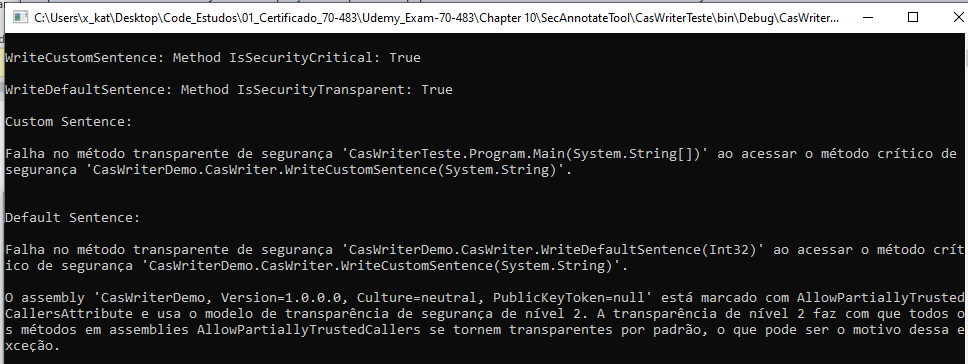 C:\Users\x_kat\Desktop\Code_Estudos\01_Certificado_70-483\Udemy_Exam-70-483\Chapter 10\SecAnnotateTool\CasWriterTeste\bin\Debug\CasWriter...
WriteCustomSentence: Method IsSecurityCritical: True
WriteDefaultSentence: Method IsSecurityTransparent: True
Custom Sentence:
Falha no método transparente de segurança 'CasWriterTeste.Program.Main(System.String[])' ao acessar o método crítico de
segurança 'CasWriterDemo.CasWriter.WriteCustomSentence(System.String)'.
Default Sentence:
Falha no método transparente de segurança 'CasWriterDemo.CasWriter.WriteDefaultSentence(Int32)' ao acessar o método crít
ico de segurança 'CasWriterDemo.CasWriter.WriteCustomSentence(System.String)'.
O assembly 'CasWriterDemo, Version=1.0.0.0, Culture=neutral, PublicKeyToken=null' está marcado com AllowPartiallyTrusted
CallersAttribute e usa o modelo de transparência de segurança de nível 2. A transparência de nível 2 faz com que todos o
s métodos em assemblies AllowPartiallyTrustedCallers se tornem transparentes por padrão, o que pode ser o motivo dessa e
xceção.